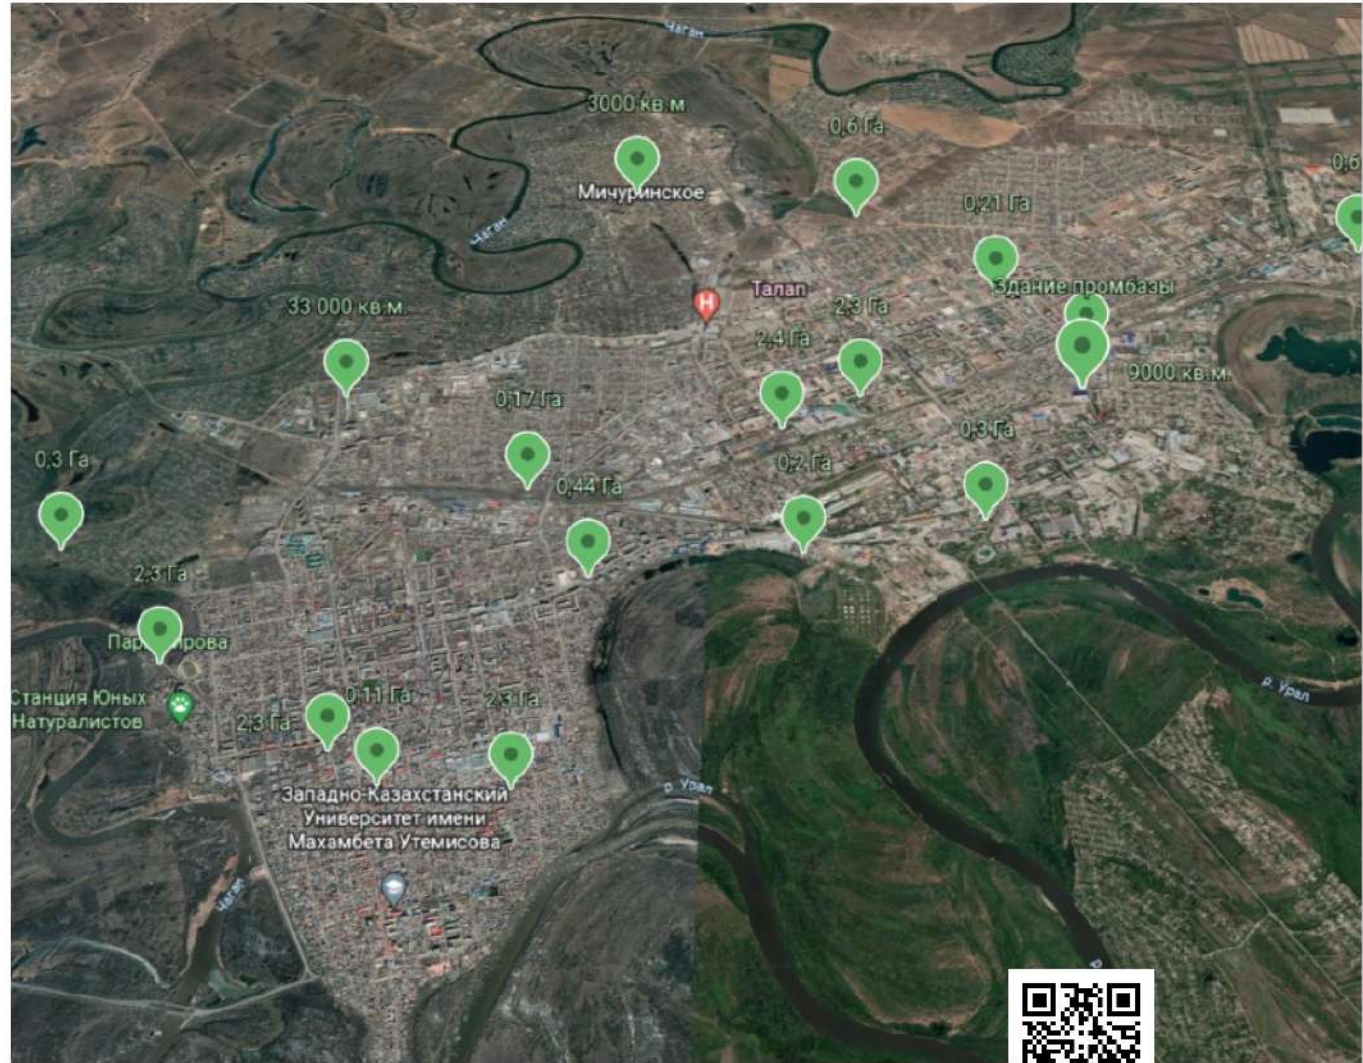 Чаган
3000 кв.м.
0,6 Га
Мичуринское
0,6
0,21 Га
Чаган
Талап
Здание промбазы
H
33 000 кв.м.
2,3 Га
2,4 Га
9000 кв.м.
0,17 Га
0,3 Га
0,3 Га
0,2 Га
0,44 Га
2,3 Га
Станция Юных
Натуралистов
р. Урал
0,11 Га
2,3 Га
2,3 Га
р. Урал
Западно-Казахстанский
Университет имени
Махамбета Утемисова
Чаган